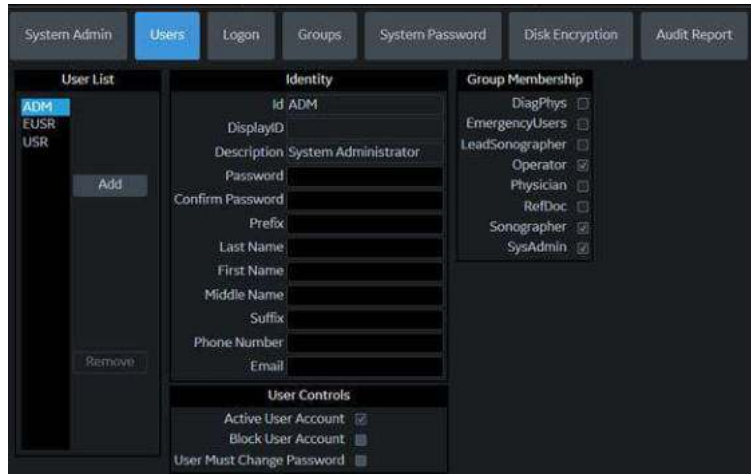 System Admin Users Logon Groups System Password Disk Encryption Audit Report
User List
ADM
EUSR
USR
Add
Remove
Identity
Id ADM
DisplayID
Description System Administrator
Password
Confirm Password
Prefix
Last Name
First Name
Middle Name
Suffix
Phone Number
Email
User Controls
Active User Account
Block User Account
User Must Change Password
Group Membership
DiagPhys
EmergencyUsers
LeadSonographer
Operator
Physician
RefDoc
Sonographer
SysAdmin